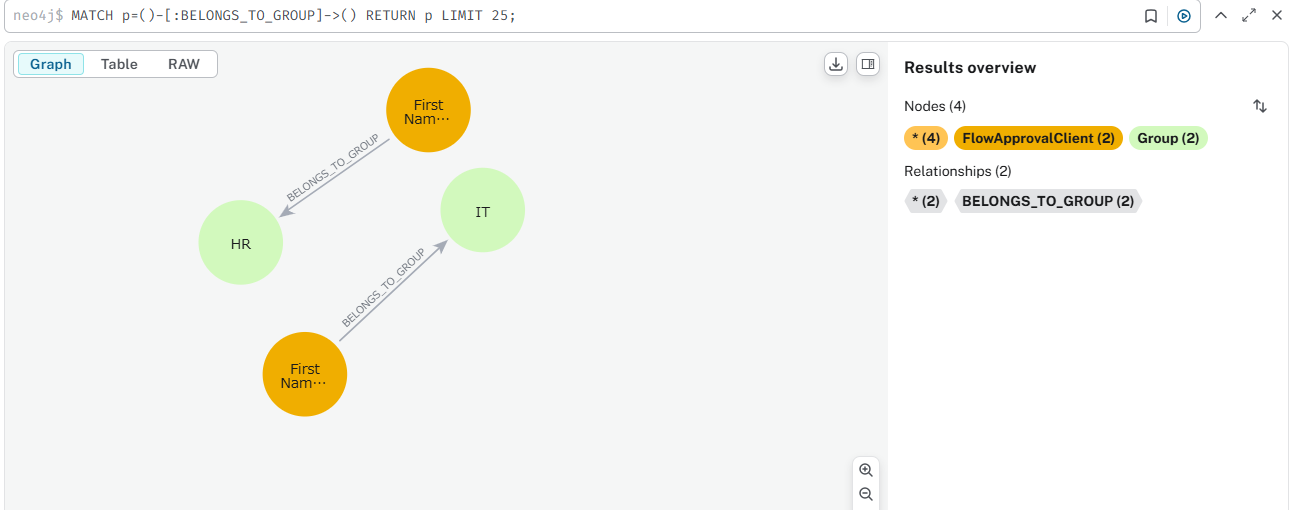 neo4j$ MATCH p=()-[:BELONGS_TO_GROUP]->() RETURN p LIMIT 25;
Graph Table RAW
First
Nam···
BELONGS_TO_GROUP
HR
IT
BELONGS_TO_GROUP
First
Nam···
Results overview
Nodes (4)
* (4) FlowApprovalClient (2) Group (2)
Relationships (2)
* (2) BELONGS_TO_GROUP (2)